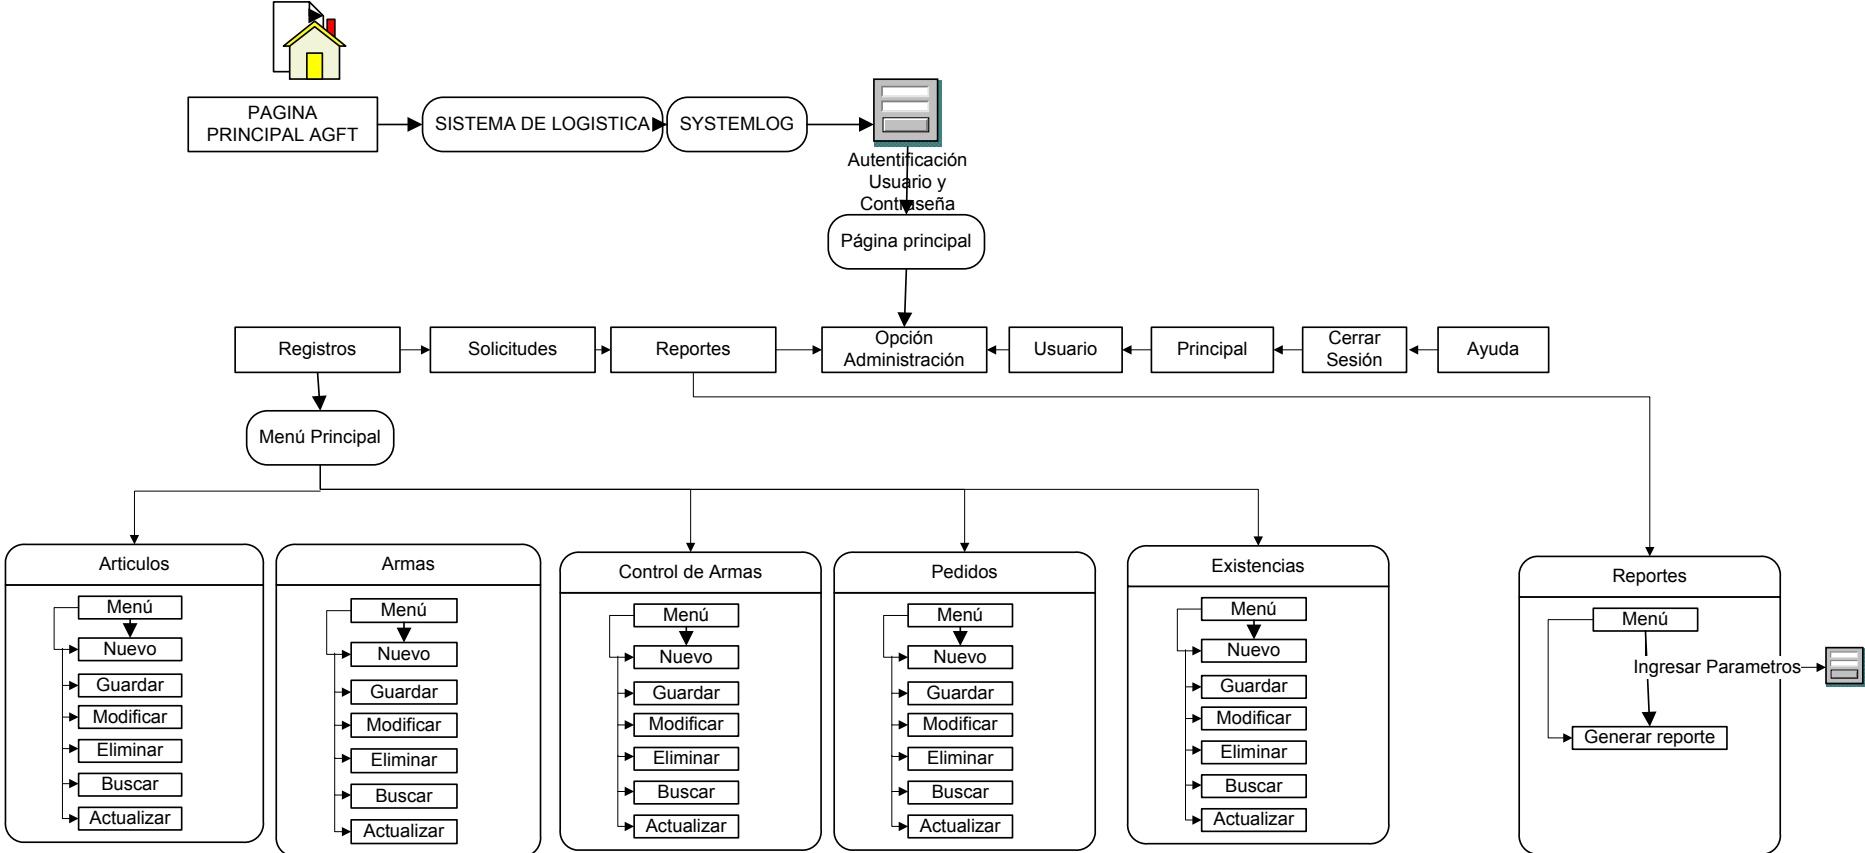 PAGINA
PRINCIPAL AGFT
SISTEMA DE LOGISTICA
SYSTEMLOG
Autentificación
Usuario y
Contraseña
Página principal
Registros
Solicitudes
Reportes
Opción
Administración
Usuario
Principal
Cerrar
Sesión
Ayuda
Menú Principal
Articulos
Menú
Nuevo
Guardar
Modificar
Eliminar
Buscar
Actualizar
Armas
Menú
Nuevo
Guardar
Modificar
Eliminar
Buscar
Actualizar
Control de Armas
Menú
Nuevo
Guardar
Modificar
Eliminar
Buscar
Actualizar
Pedidos
Menú
Nuevo
Guardar
Modificar
Eliminar
Buscar
Actualizar
Existencias
Menú
Nuevo
Guardar
Modificar
Eliminar
Buscar
Actualizar
Reportes
Menú
Ingresar Parametros
Generar reporte